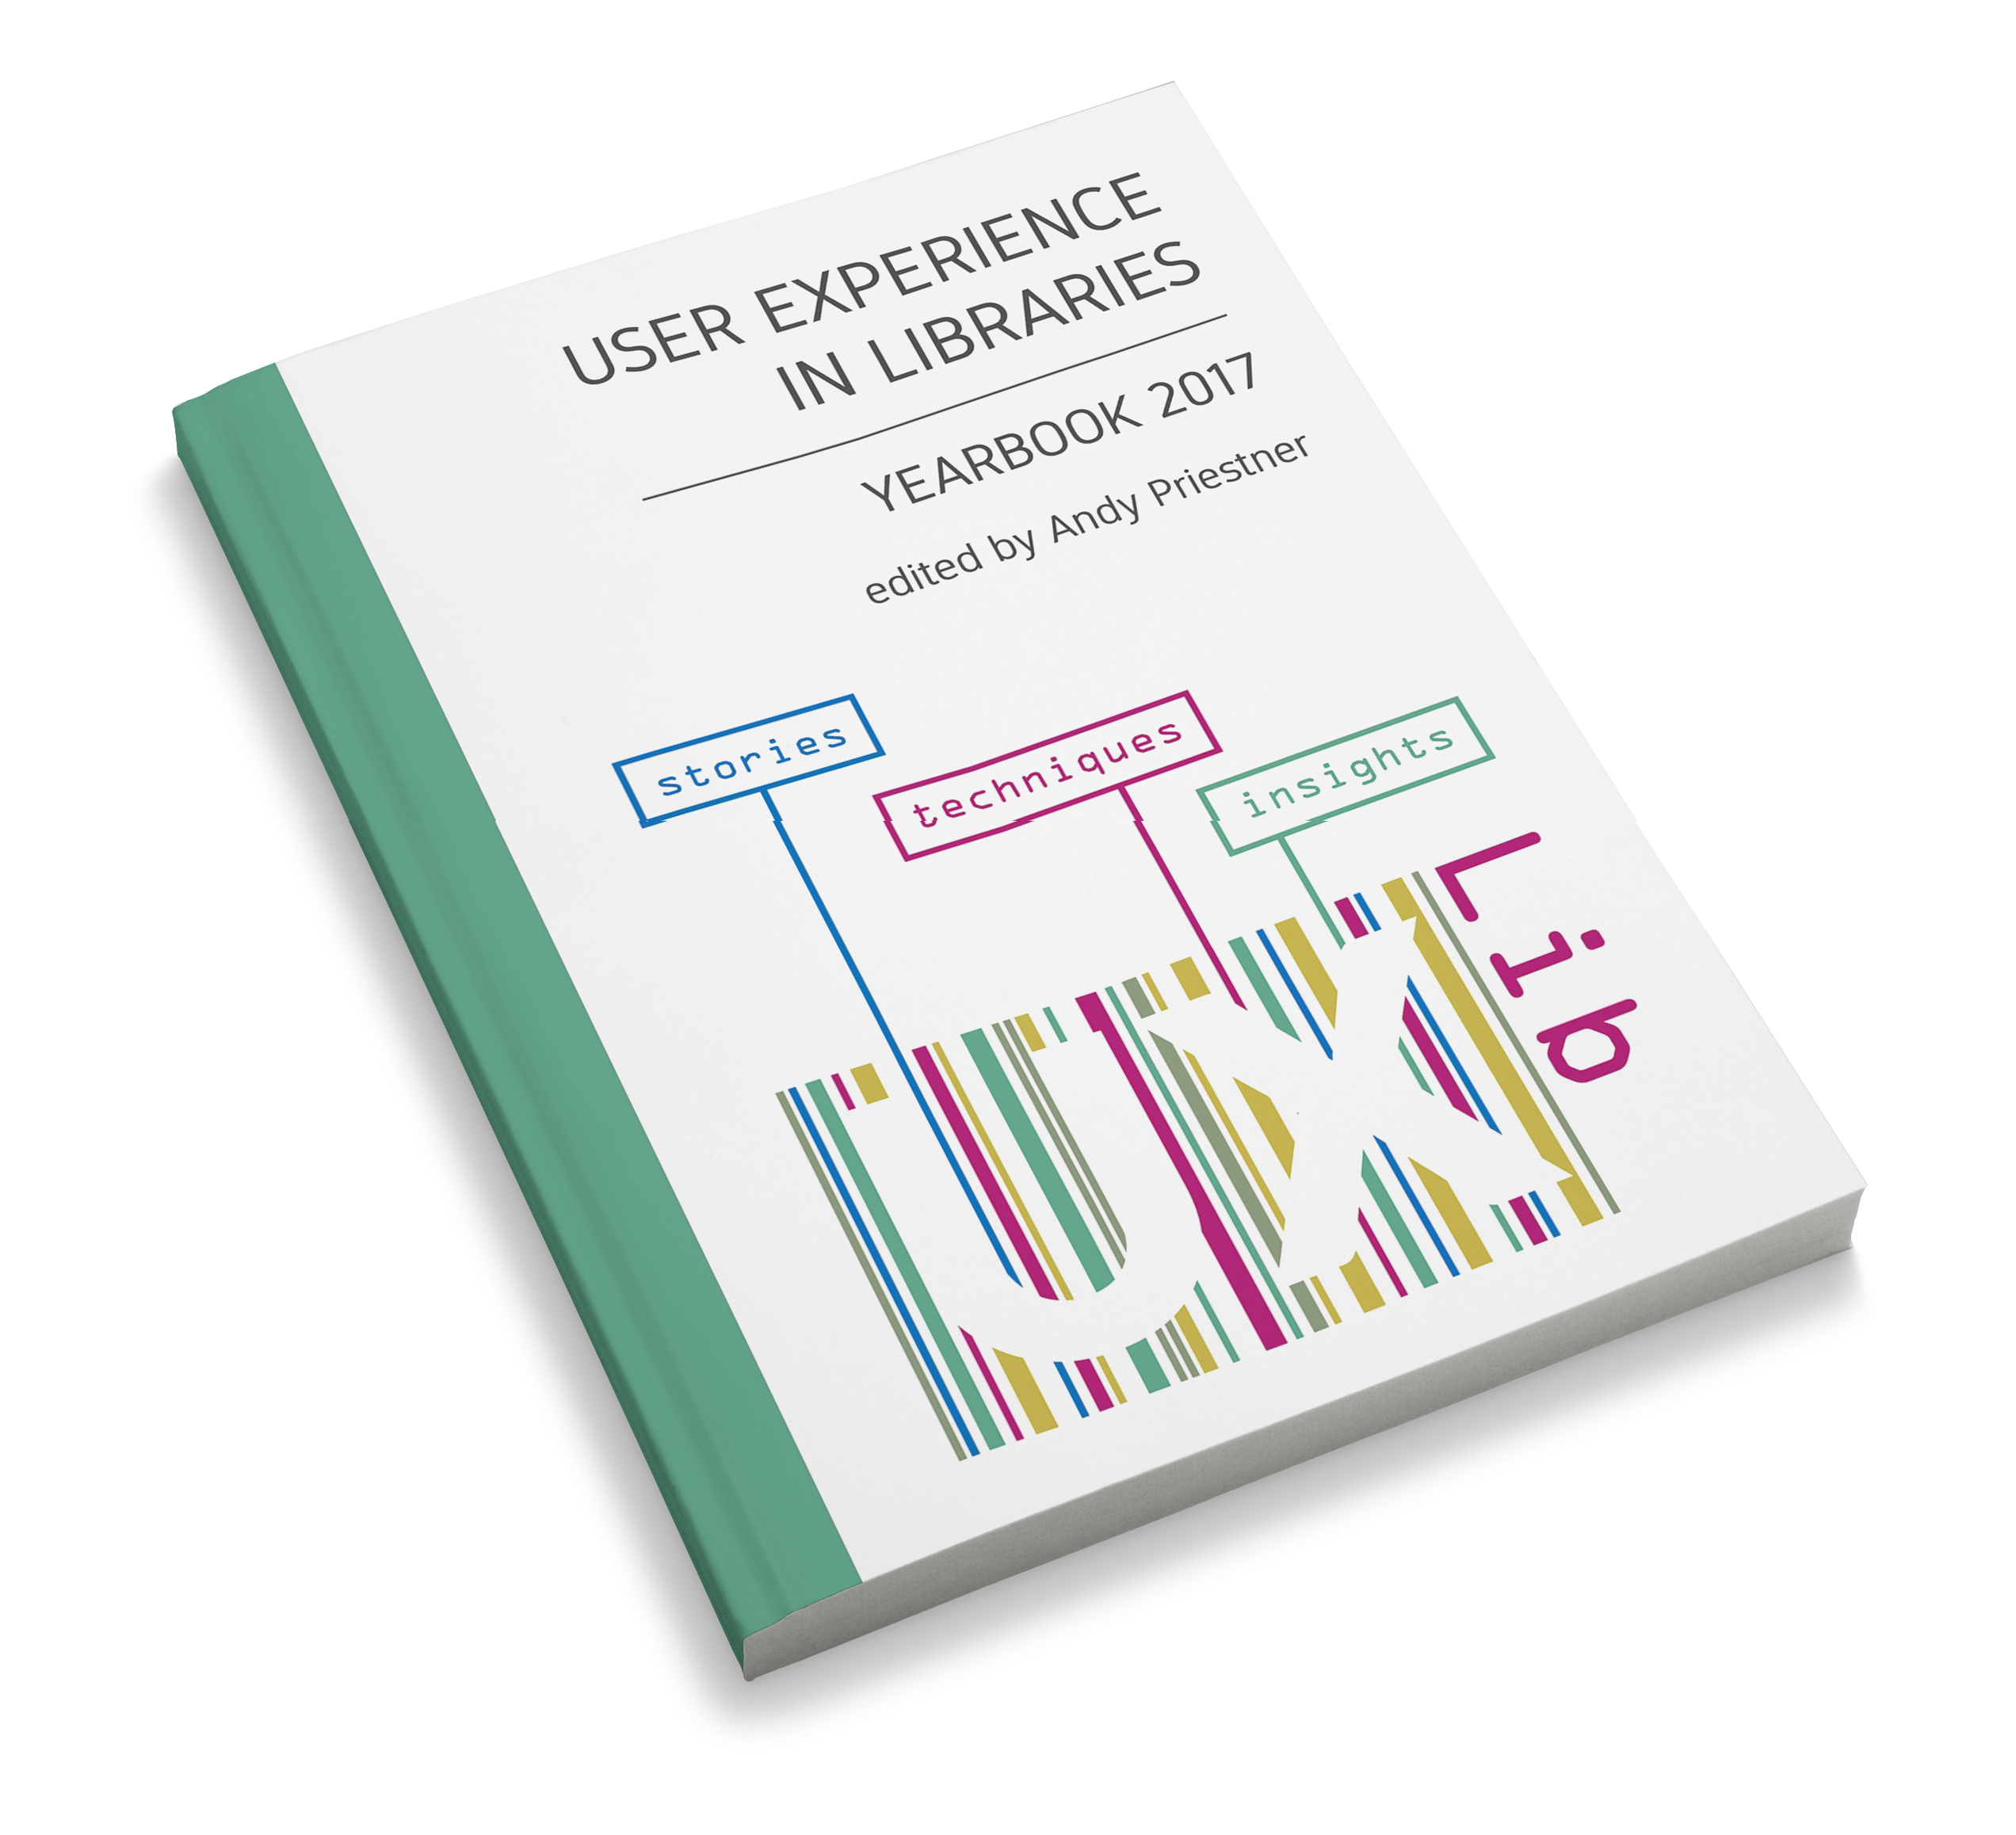 USER EXPERIENCE
IN LIBRARIES
YEARBOOK 2017
edited by Andy Priestner
stories
techniques
insights
UX
Lib